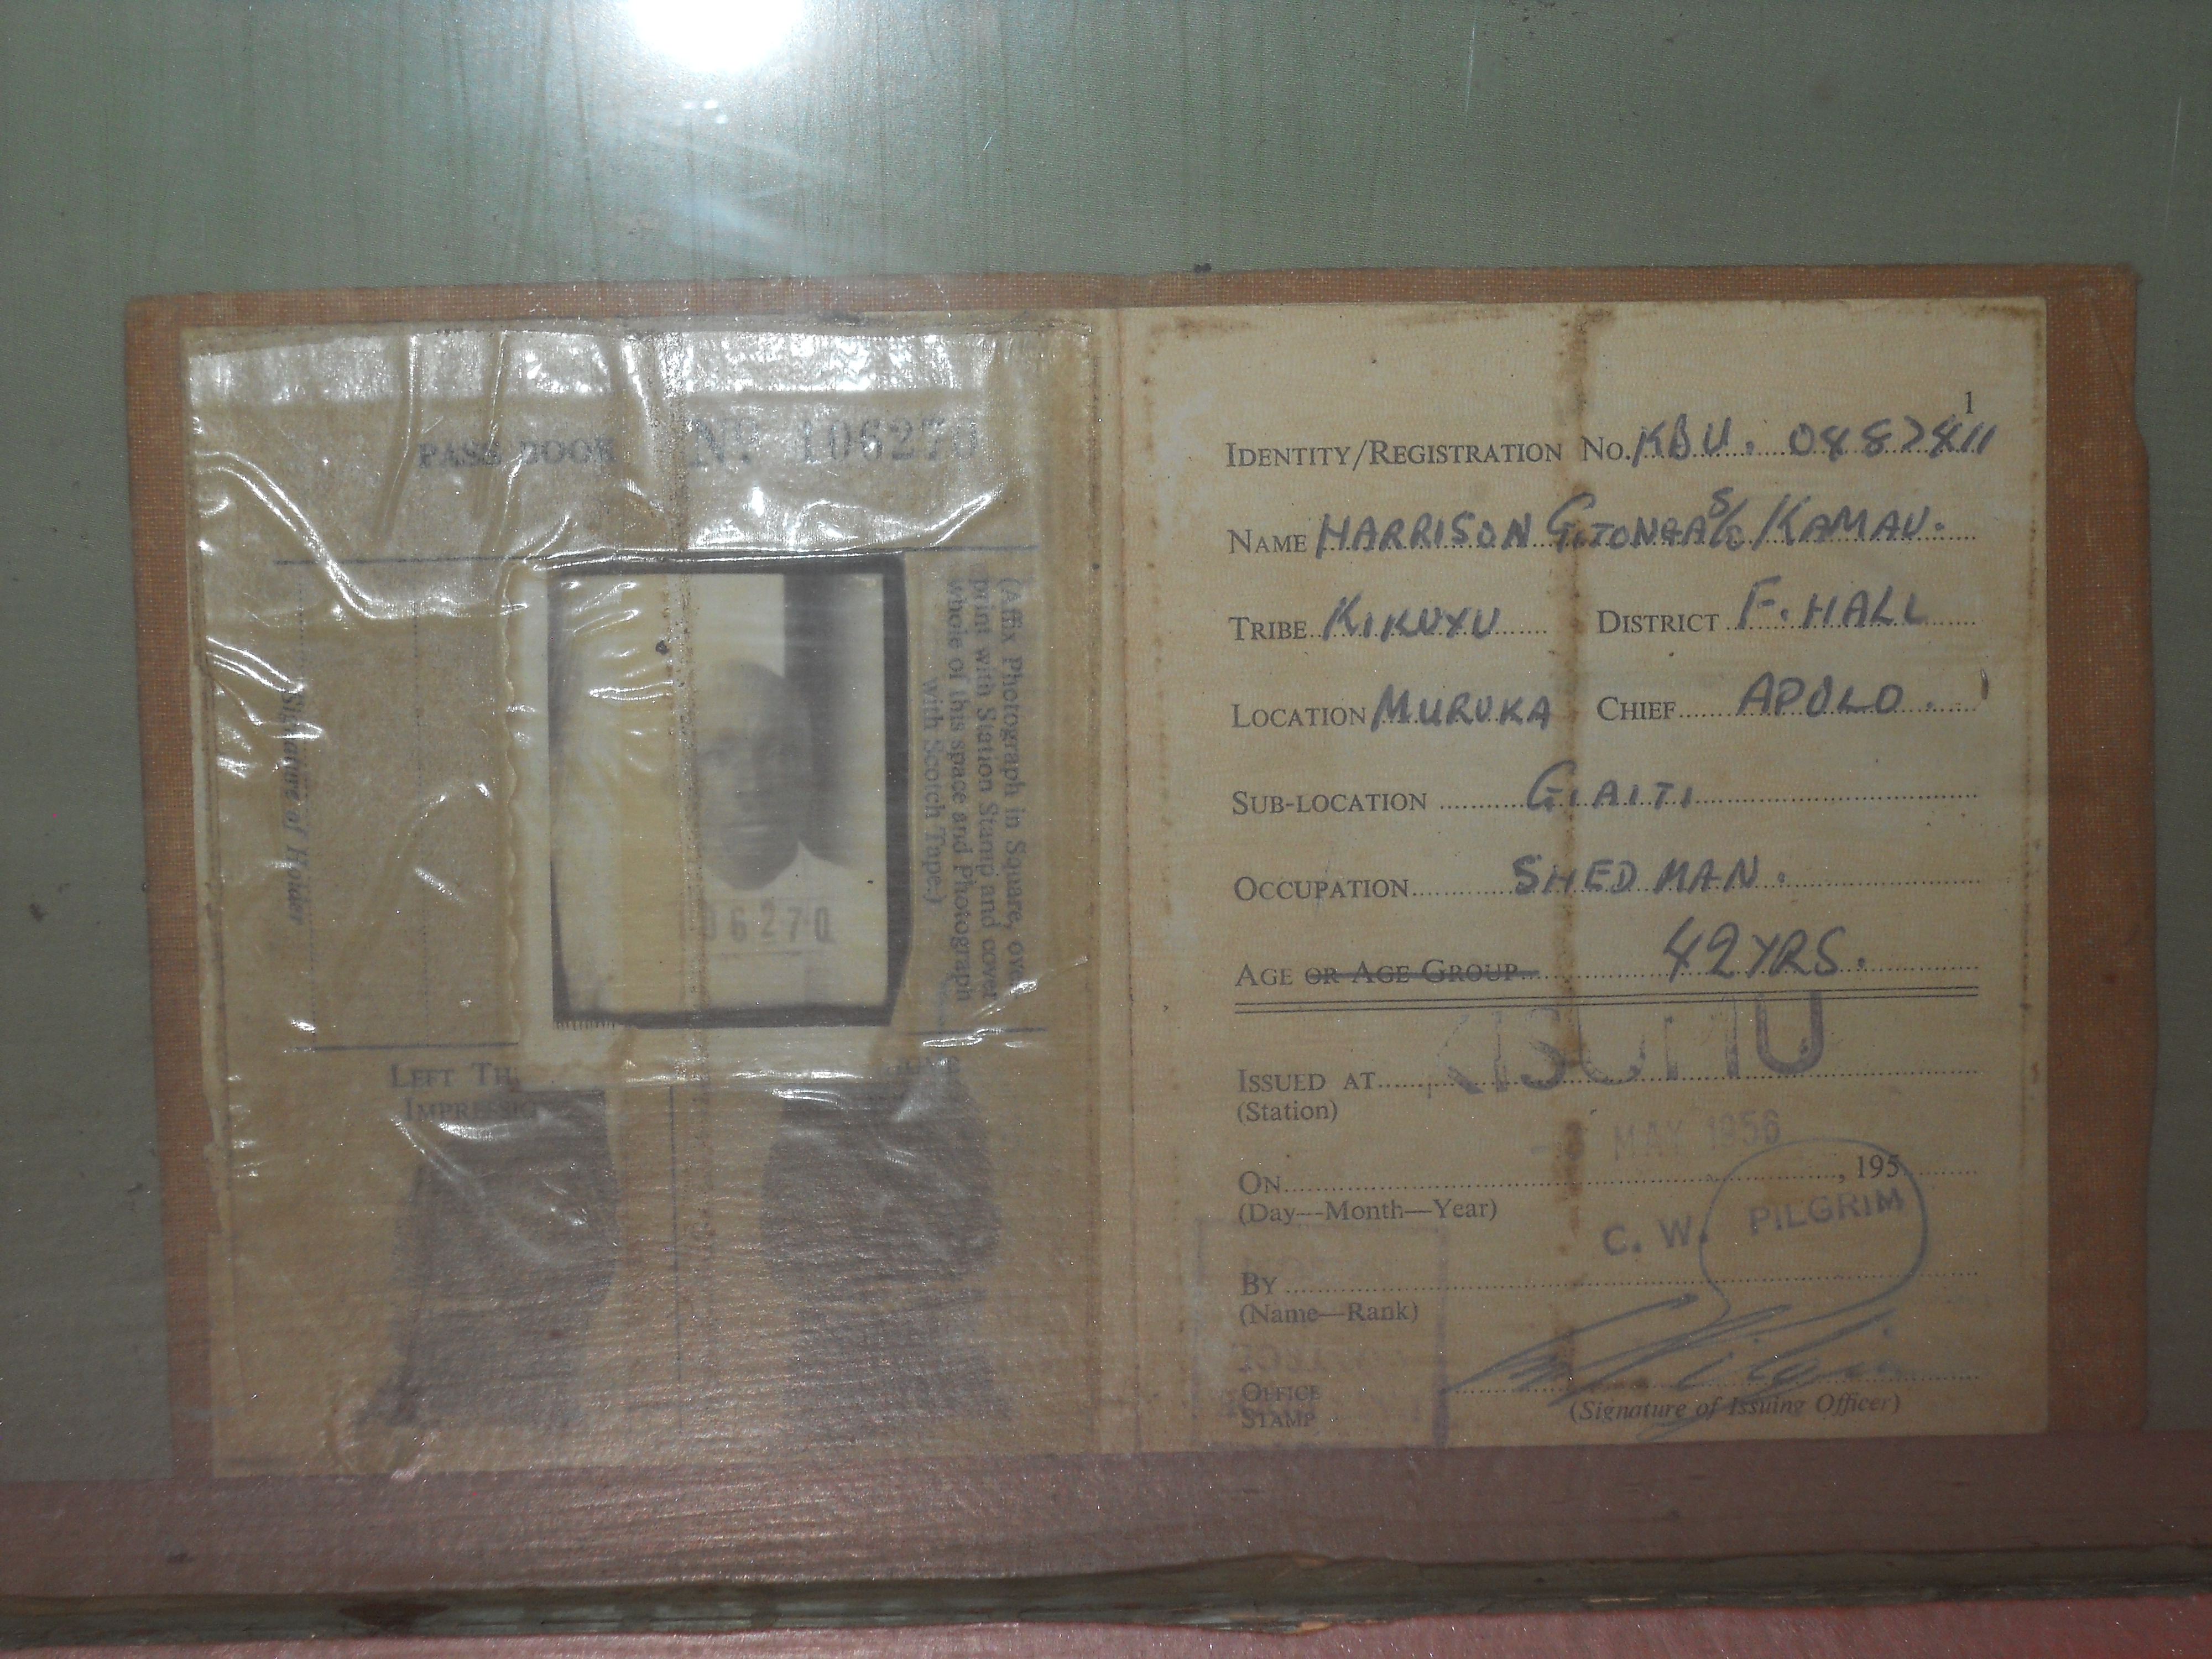 PASS BOOK Nº 106270
(Affix Photograph in Square, over
print with Station Stamp and cover
whole of this space and Photograph
with Scotch Tape.)
06270
Signature of Holder
LEFT
IMPRESSION
1
IDENTITY/REGISTRATION NO. KBU.
NAME HARRISON GITONGA S/O KAMAU.
TRIBE KIKUYU DISTRICT F. HALL
LOCATION MURUKA CHIEF APOLO.
SUB-LOCATION GIAITI
OCCUPATION SHED MAN.
AGE OR AGE GROUP 42 YRS.
ISSUED AT KISUMU
(Station)
MAY 1956
ON , 195
(Day—Month—Year)
C. W. PILGRIM
BY
(Name—Rank)
OFFICE
STAMP
(Signature of Issuing Officer)